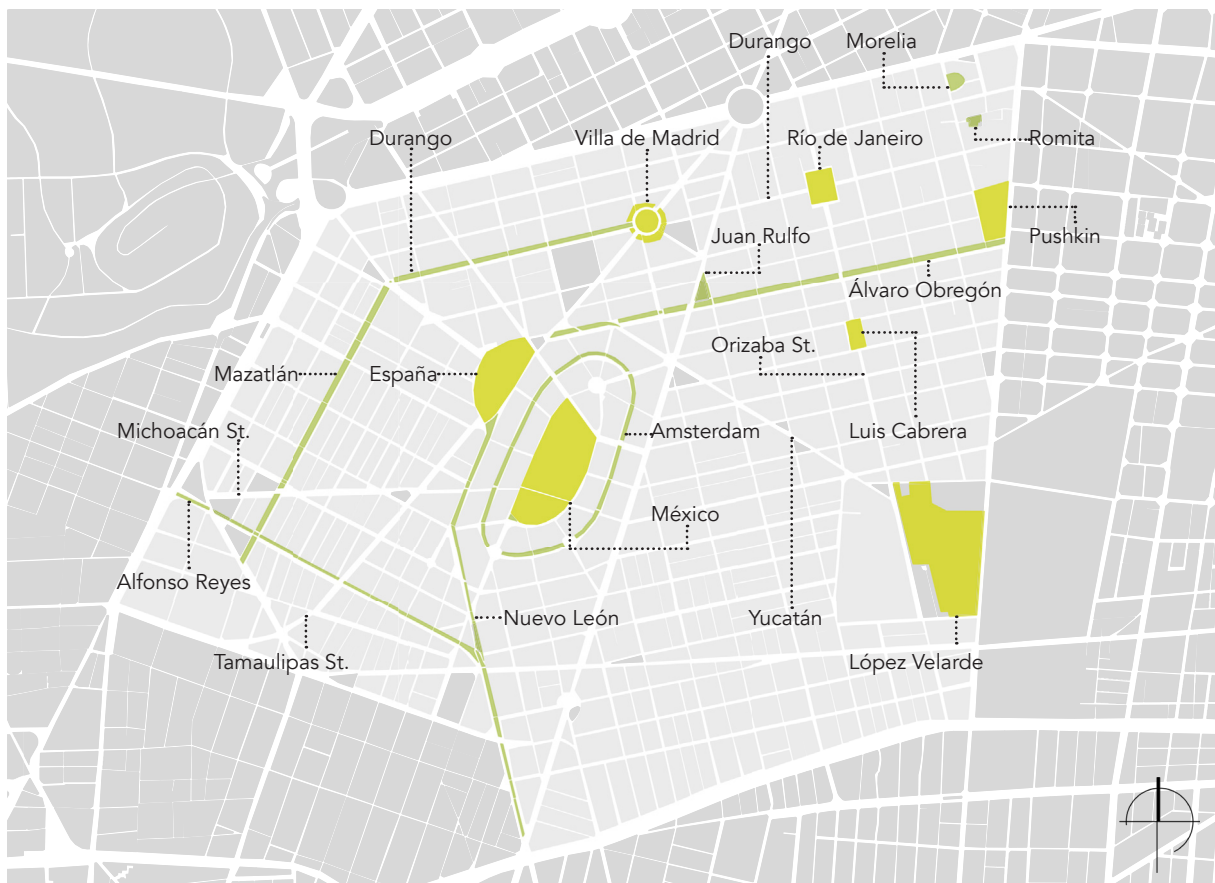 Durango
Morelia
Durango
Villa de Madrid
Río de Janeiro
Romita
Juan Rulfo
Pushkin
Álvaro Obregón
Orizaba St.
Mazatlán
España
Michoacán St.
Amsterdam
Luis Cabrera
México
Alfonso Reyes
Nuevo León
Yucatán
Tamaulipas St.
López Velarde